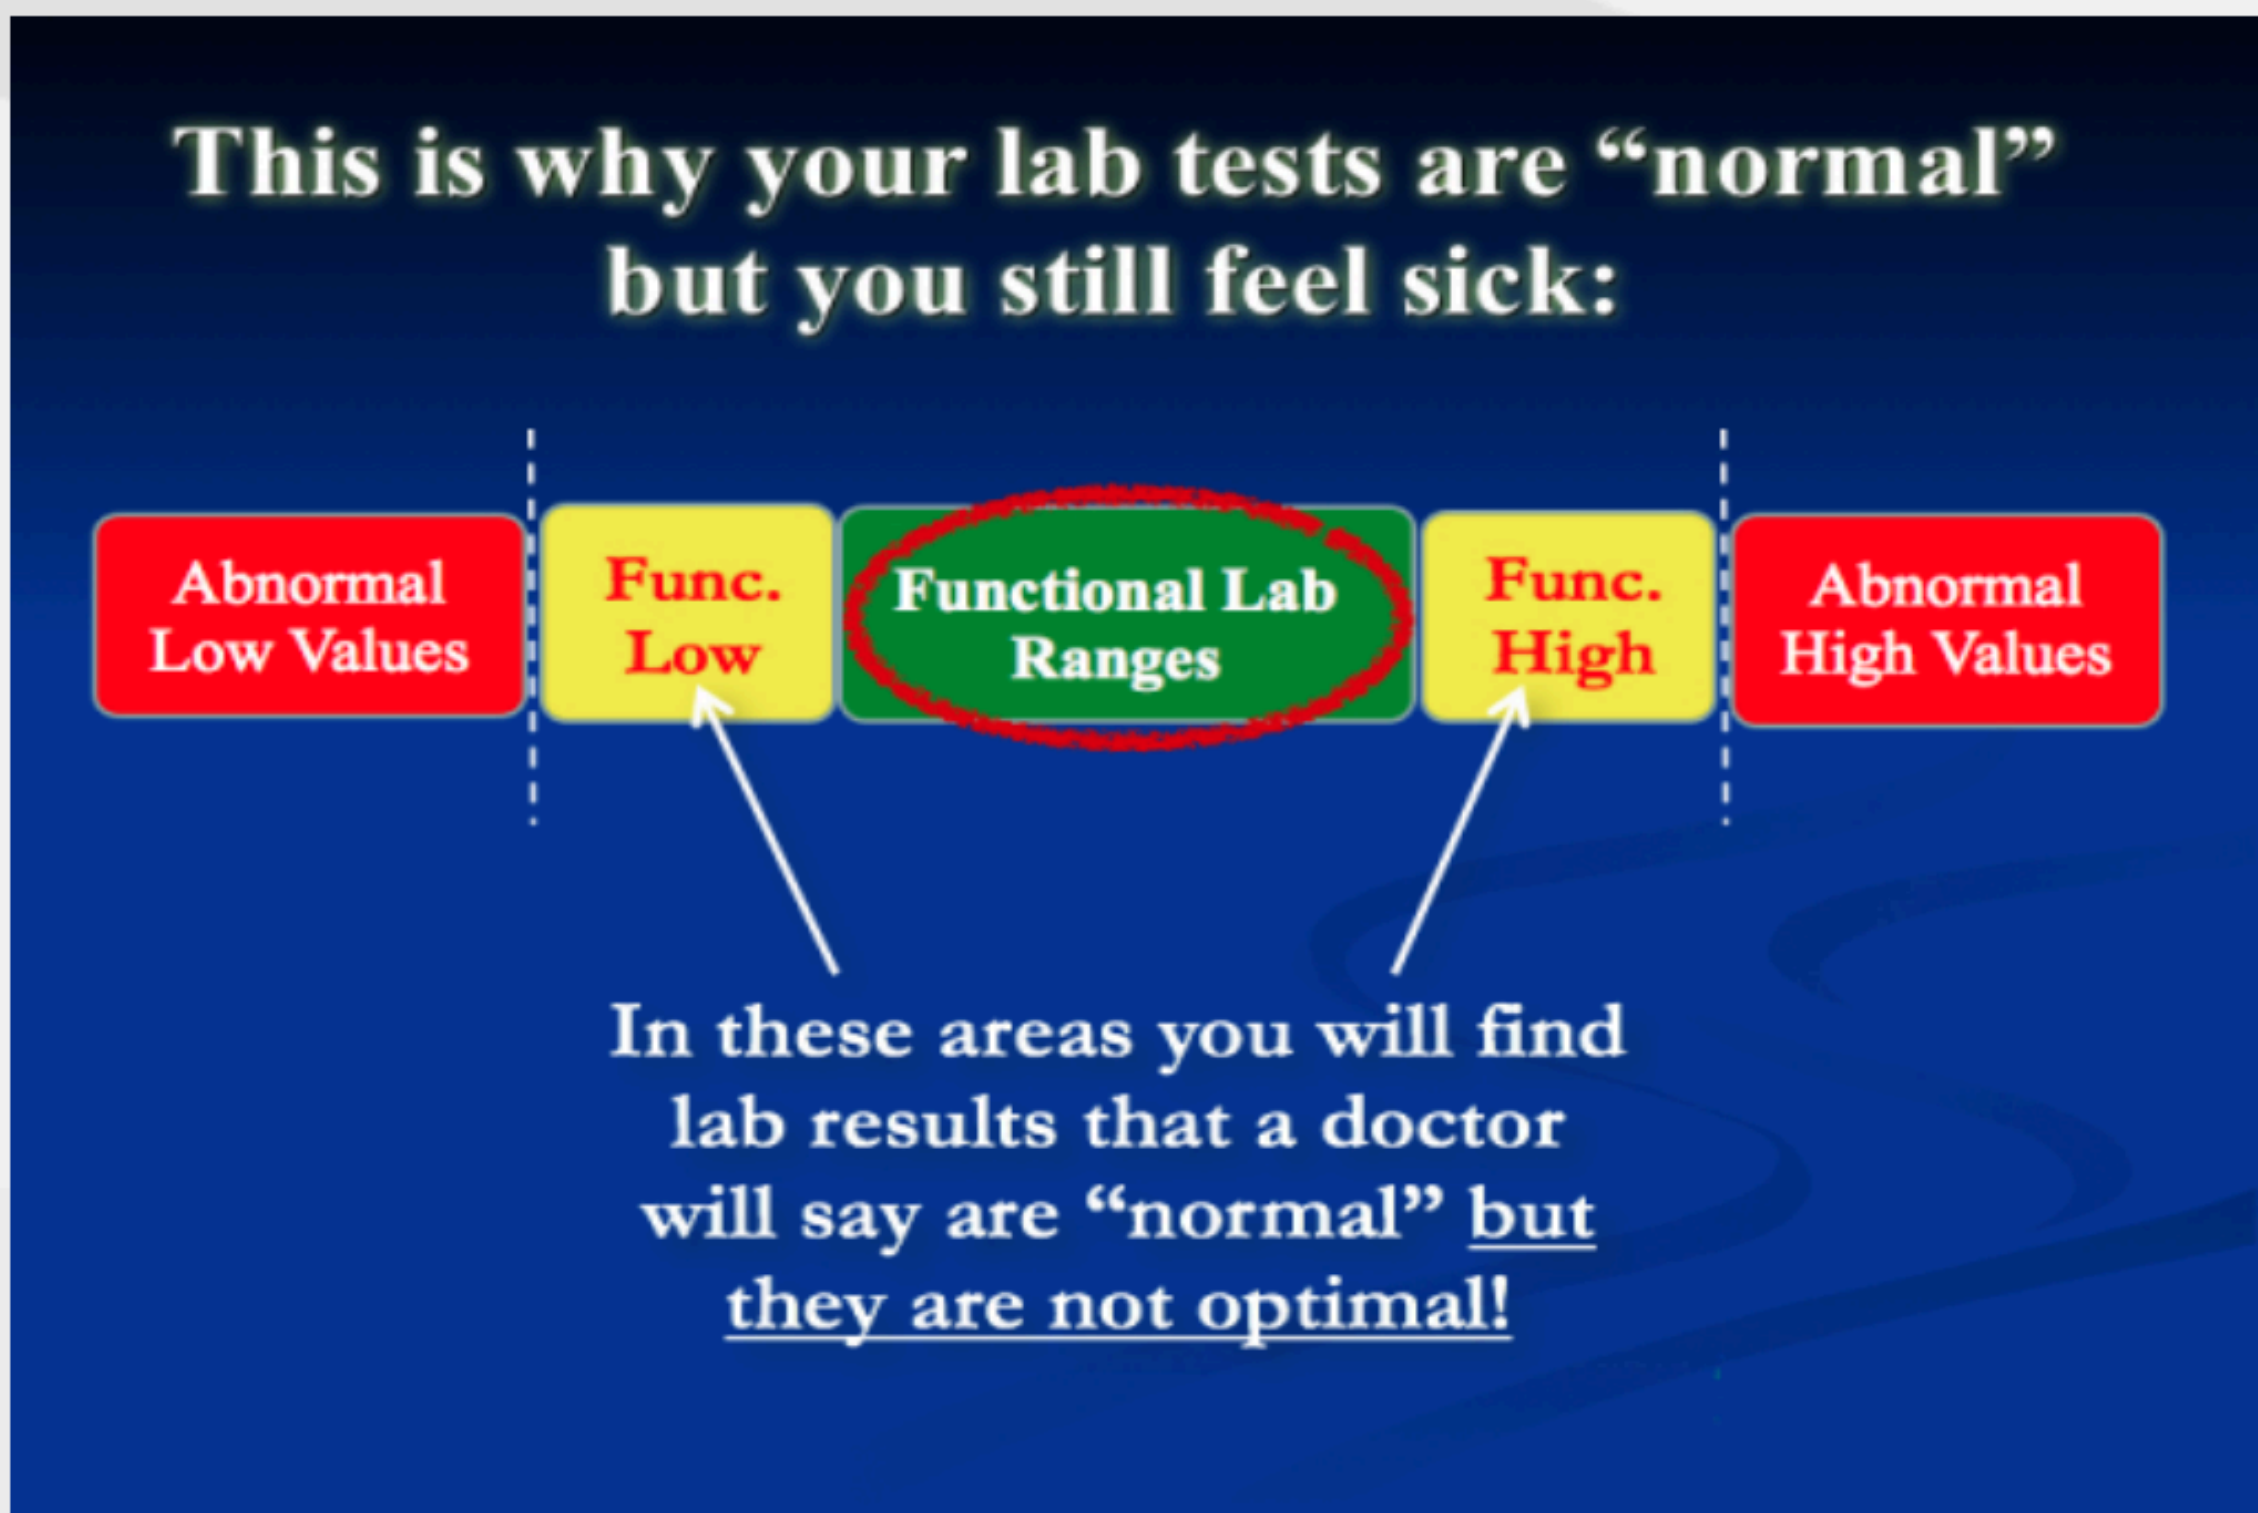 This is why your lab tests are “normal”
but you still feel sick:
Abnormal
Low Values
Func.
Low
Functional Lab
Ranges
Func.
High
Abnormal
High Values
In these areas you will find
lab results that a doctor
will say are “normal” but
they are not optimal!